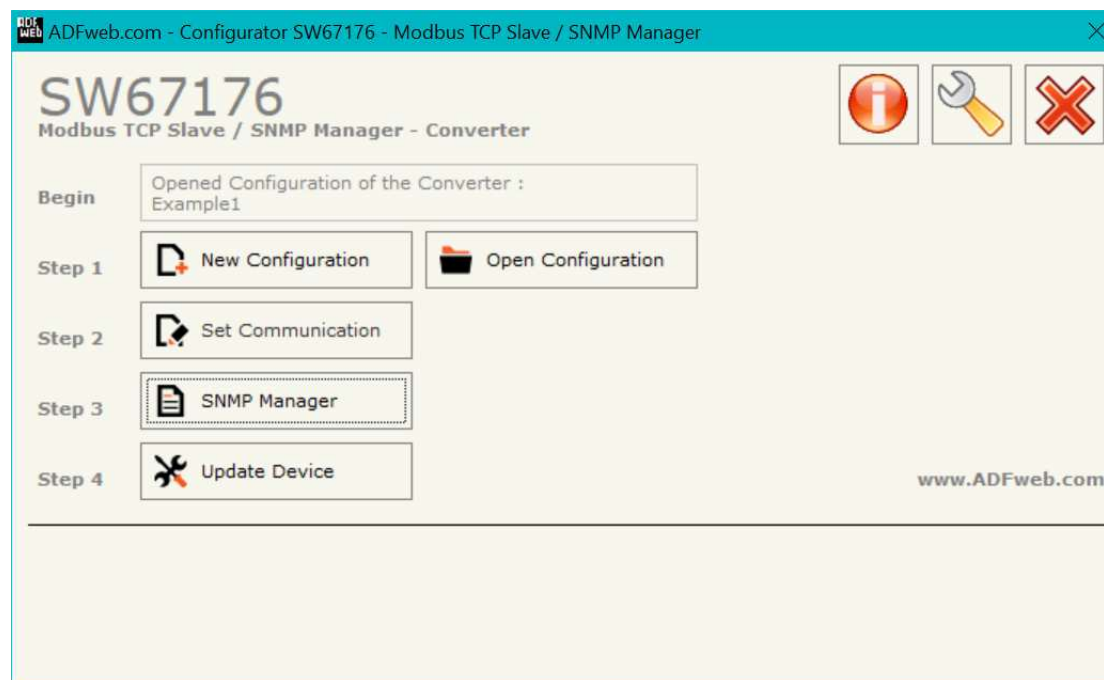 ADF
WEB
ADFweb.com - Configurator SW67176 - Modbus TCP Slave / SNMP Manager
SW67176
Modbus TCP Slave / SNMP Manager - Converter
Begin
Opened Configuration of the Converter :
Example1
Step 1
New Configuration
Open Configuration
Step 2
Set Communication
Step 3
SNMP Manager
Step 4
Update Device
www.ADFweb.com